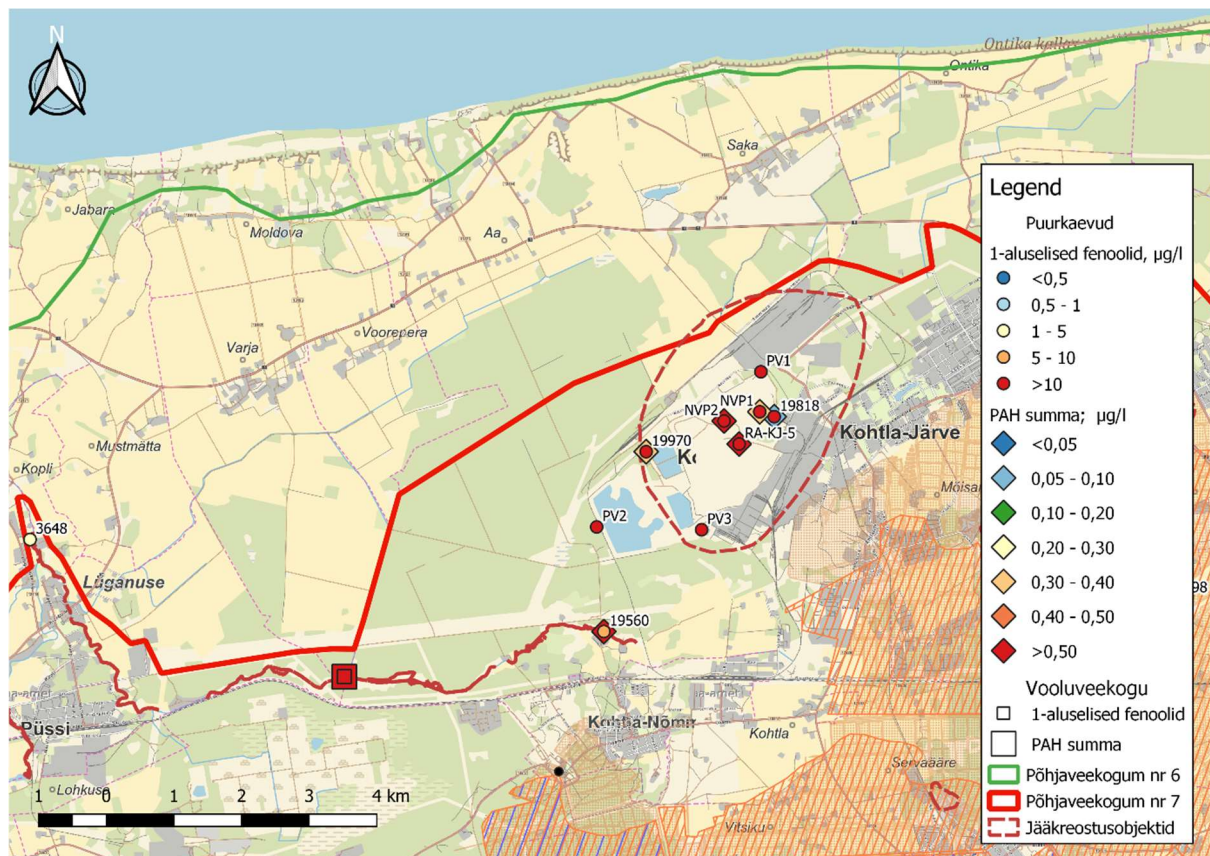 N
Ontika kallas
Ontika
Saka
Jabara
Moldova
Aa
Voorepera
Varja
Mustmätta
Kopli
3648
Lüganuse
PV1
NVP1
19818
NVP2
RA-KJ-5
Kohtla-Järve
19970
PV2
PV3
19560
Püssi
Lohkuse
Kohtla
Servaääre
Vitsiku
98
1 0 1 2 3 4 km
Legend
Puurkaevud
1-aluselised fenoolid, µg/l
<0,5
0,5 - 1
1 - 5
5 - 10
>10
PAH summa; µg/l
<0,05
0,05 - 0,10
0,10 - 0,20
0,20 - 0,30
0,30 - 0,40
0,40 - 0,50
>0,50
Vooluveekogu
1-aluselised fenoolid
PAH summa
Põhjaveekogum nr 6
Põhjaveekogum nr 7
Jääkreostusobjektid